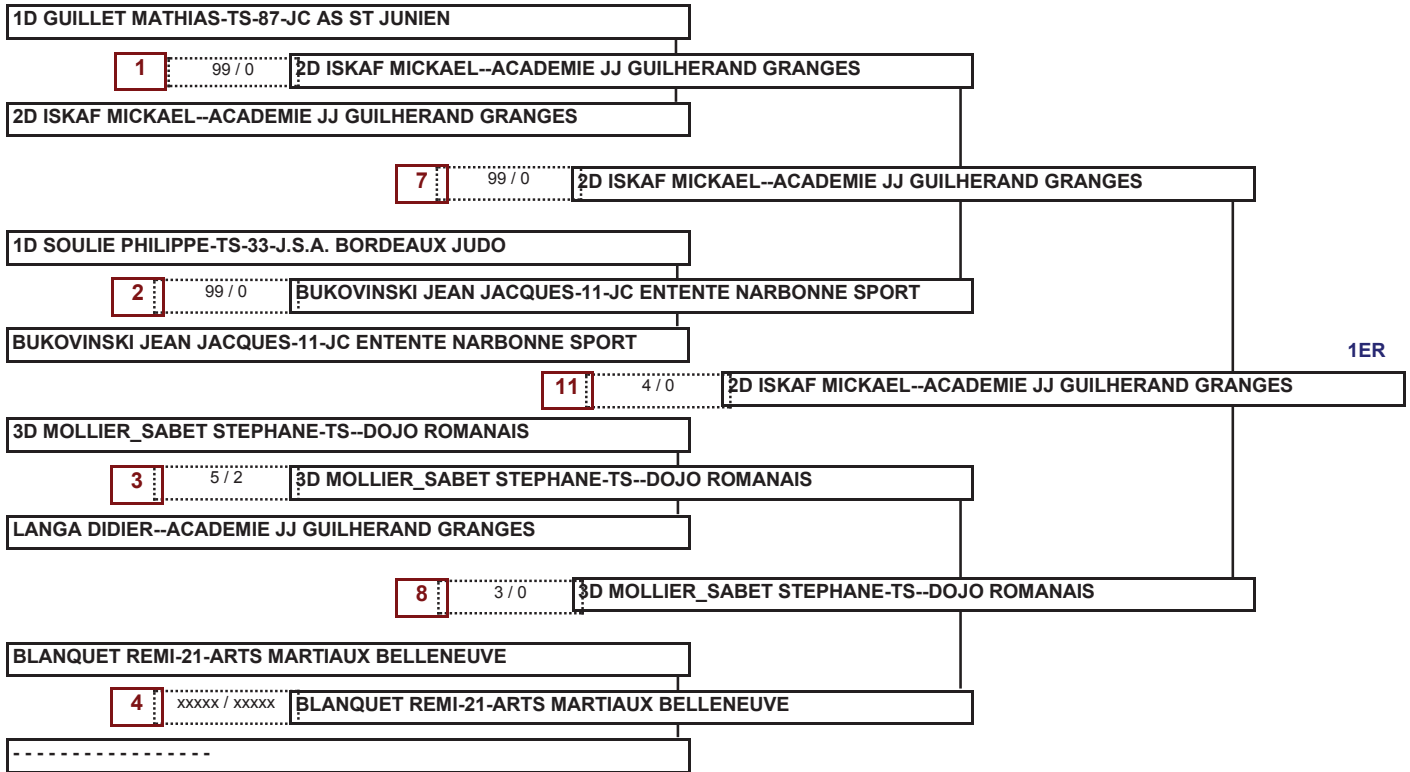 1D GUILLET MATHIAS-TS-87-JC AS ST JUNIEN
1 99 / 0 2D ISKAF MICKAEL--ACADEMIE JJ GUILHERAND GRANGES
2D ISKAF MICKAEL--ACADEMIE JJ GUILHERAND GRANGES
7 99 / 0 2D ISKAF MICKAEL--ACADEMIE JJ GUILHERAND GRANGES
1D SOULIE PHILIPPE-TS-33-J.S.A. BORDEAUX JUDO
2 99 / 0 BUKOVINSKI JEAN JACQUES-11-JC ENTENTE NARBONNE SPORT
BUKOVINSKI JEAN JACQUES-11-JC ENTENTE NARBONNE SPORT
1ER
11 4 / 0 2D ISKAF MICKAEL--ACADEMIE JJ GUILHERAND GRANGES
3D MOLLIER_SABET STEPHANE-TS--DOJO ROMANAIS
3 5 / 2 3D MOLLIER_SABET STEPHANE-TS--DOJO ROMANAIS
LANGA DIDIER--ACADEMIE JJ GUILHERAND GRANGES
8 3 / 0 3D MOLLIER_SABET STEPHANE-TS--DOJO ROMANAIS
BLANQUET REMI-21-ARTS MARTIAUX BELLENEUVE
4 xxxxx / xxxxx BLANQUET REMI-21-ARTS MARTIAUX BELLENEUVE
- - - - - - - - - - - - - - - - -